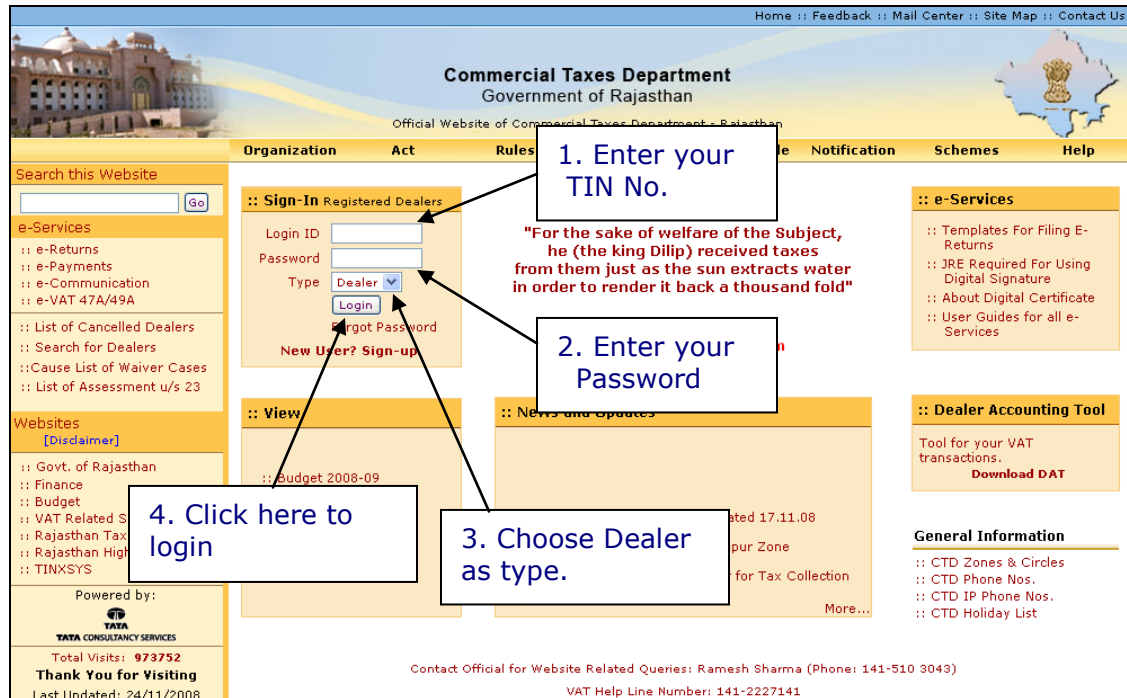 Home :: Feedback :: Mail Center :: Site Map :: Contact Us
Commercial Taxes Department
Government of Rajasthan
Official Website of Commercial Taxes Department - Rajasthan
Organization Act Rules Notification Schemes Help
1. Enter your
TIN No.
Search this Website
Go
e-Services
:: e-Returns
:: e-Payments
:: e-Communication
:: e-VAT 47A/49A
:: List of Cancelled Dealers
:: Search for Dealers
::Cause List of Waiver Cases
:: List of Assessment u/s 23
Websites
[Disclaimer]
:: Govt. of Rajasthan
:: Finance
:: Budget
:: VAT Related S
:: Rajasthan Tax
:: Rajasthan High
:: TINXSYS
Powered by:
TATA
TATA CONSULTANCY SERVICES
Total Visits: 973752
Thank You for Visiting
Last Updated: 24/11/2008
:: Sign-In Registered Dealers
Login ID
Password
Type Dealer
Login
Forgot Password
New User? Sign-up
"For the sake of welfare of the Subject,
he (the king Dilip) received taxes
from them just as the sun extracts water
in order to render it back a thousand fold"
2. Enter your
Password
:: e-Services
:: Templates For Filing E-
Returns
:: JRE Required For Using
Digital Signature
:: About Digital Certificate
:: User Guides for all e-
Services
:: View
:: Budget 2008-09
4. Click here to
login
:: News and Updates
ated 17.11.08
pur Zone
for Tax Collection
More...
3. Choose Dealer
as type.
:: Dealer Accounting Tool
Tool for your VAT
transactions.
Download DAT
General Information
:: CTD Zones & Circles
:: CTD Phone Nos.
:: CTD IP Phone Nos.
:: CTD Holiday List
Contact Official for Website Related Queries: Ramesh Sharma (Phone: 141-510 3043)
VAT Help Line Number: 141-2227141